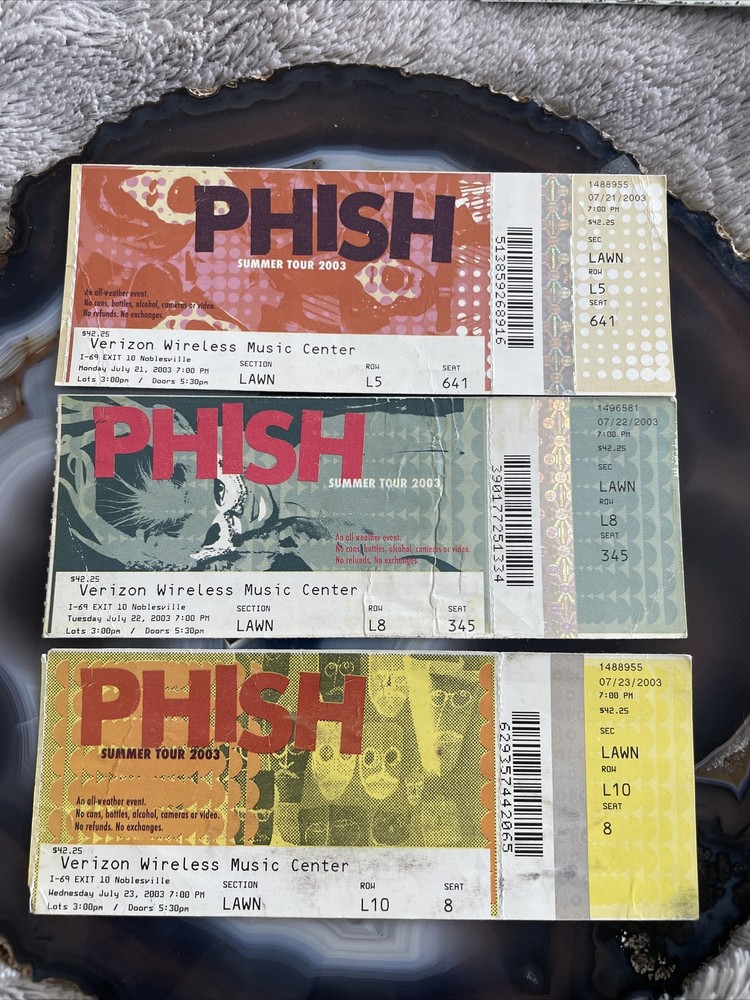 PHISH
SUMMER TOUR 2003
An all-weather event.
No cans, bottles, alcohol, cameras or video.
No refunds. No exchanges.
$42.25
Verizon Wireless Music Center
I-69 EXIT 10 Noblesville
Monday July 21, 2003 7:00 PM
Lots 3:00pm / Doors 5:30pm
SECTION
LAWN
ROW
L5
SEAT
641
513859268916
1488955
07/21/2003
7:00 PM
$42.25
SEC
LAWN
ROW
L5
SEAT
641
PHISH
SUMMER TOUR 2003
An all-weather event.
No cans, bottles, alcohol, cameras or video.
No refunds. No exchanges.
$42.25
Verizon Wireless Music Center
I-69 EXIT 10 Noblesville
Tuesday July 22, 2003 7:00 PM
Lots 3:00pm / Doors 5:30pm
SECTION
LAWN
ROW
L8
SEAT
345
390177251334
1496581
07/22/2003
7:00 PM
$42.25
SEC
LAWN
ROW
L8
SEAT
345
PHISH
SUMMER TOUR 2003
An all-weather event.
No cans, bottles, alcohol, cameras or video.
No refunds. No exchanges.
$42.25
Verizon Wireless Music Center
I-69 EXIT 10 Noblesville
Wednesday July 23, 2003 7:00 PM
Lots 3:00pm / Doors 5:30pm
SECTION
LAWN
ROW
L10
SEAT
8
629357442065
1488955
07/23/2003
7:00 PM
$42.25
SEC
LAWN
ROW
L10
SEAT
8